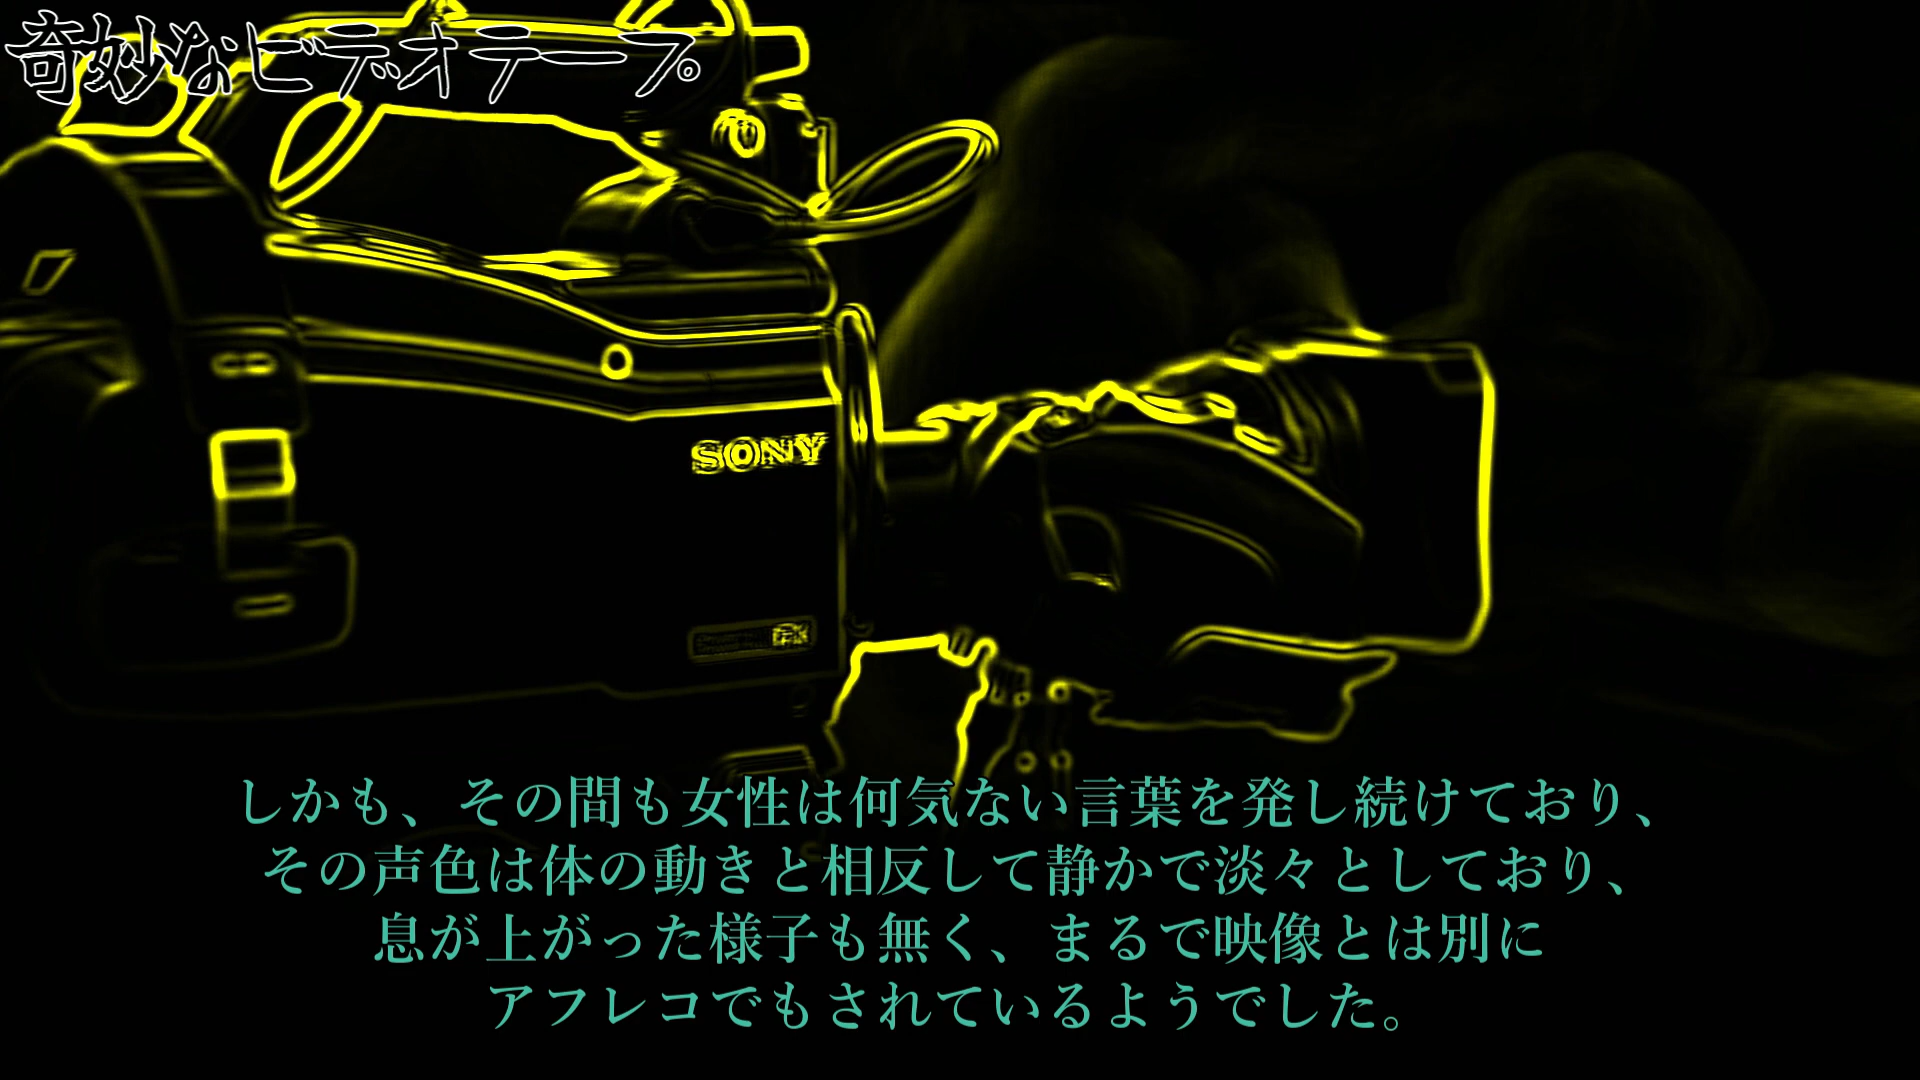 奇妙なビデオテープ
SONY
しかも、その間も女性は何気ない言葉を発し続けており、
その声色は体の動きと相反して静かで淡々としており、
息が上がった様子も無く、まるで映像とは別に
アフレコでもされているようでした。